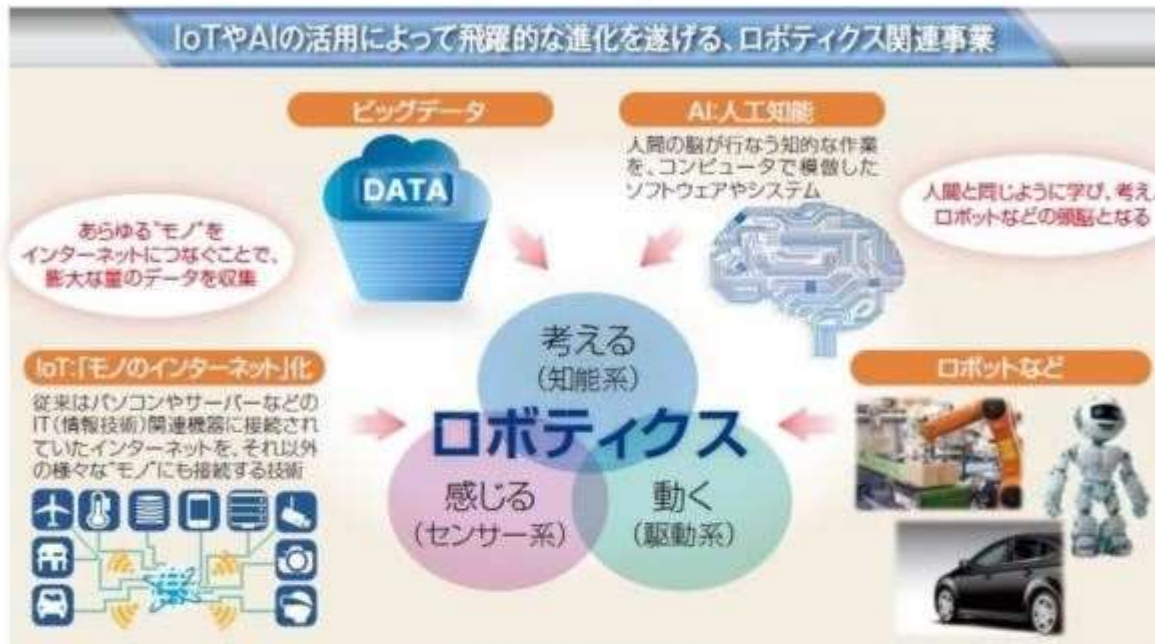 IoTやAIの活用によって飛躍的な進化を遂げる、ロボティクス関連事業
ビッグデータ
DATA
AI:人工知能
人間の脳が行なう知的な作業
を、コンピュータで模倣した
ソフトウェアやシステム
あらゆる"モノ"を
インターネットにつなぐことで、
膨大な量のデータを収集
人間と同じように学び、考え、
ロボットなどの頭脳となる
IoT:「モノのインターネット」化
従来はパソコンやサーバーなどの
IT(情報技術)関連機器に接続され
ていたインターネットを、それ以外
の様々な"モノ"にも接続する技術
考える
(知能系)
ロボティクス
感じる
(センサー系)
動く
(駆動系)
ロボットなど